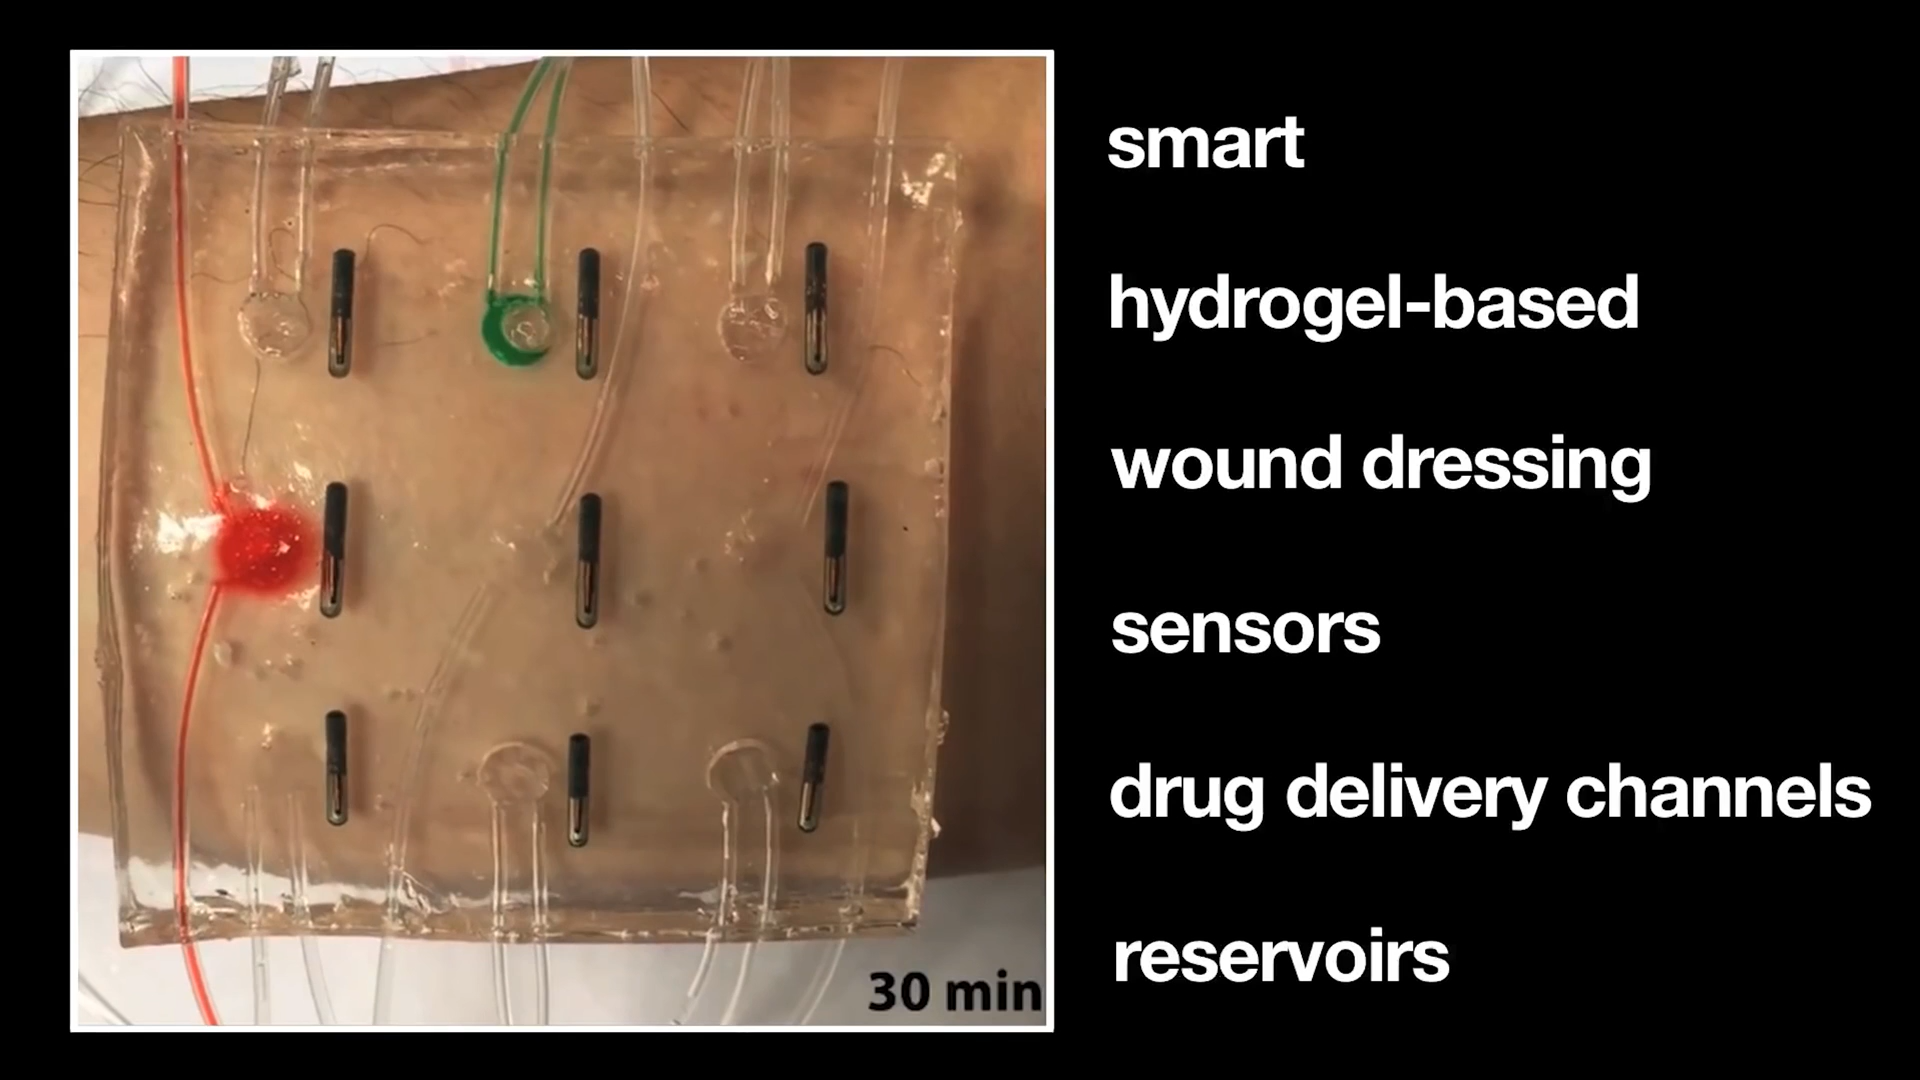 smart
hydrogel-based
wound dressing
sensors
drug delivery channels
reservoirs
30 min